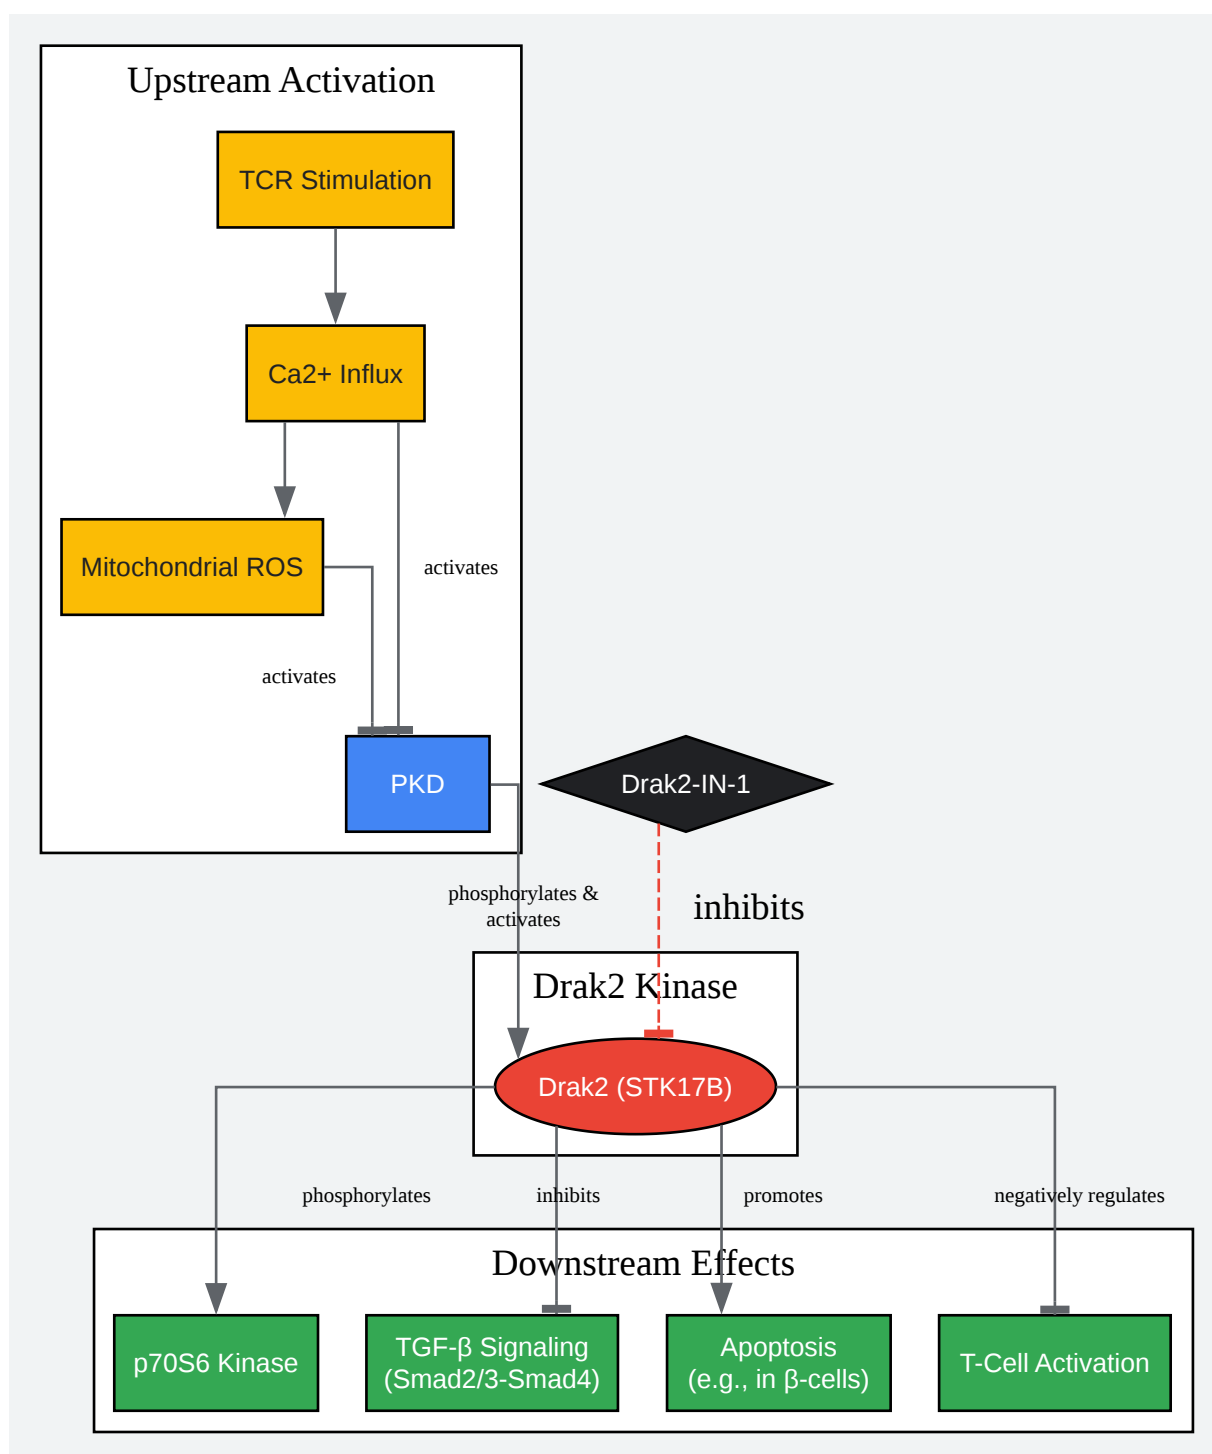 Upstream Activation
TCR Stimulation
Ca2+ Influx
Mitochondrial ROS
activates
activates
PKD
Drak2-IN-1
phosphorylates &
activates
inhibits
Drak2 Kinase
Drak2 (STK17B)
phosphorylates
inhibits
promotes
negatively regulates
Downstream Effects
p70S6 Kinase
TGF-β Signaling
(Smad2/3-Smad4)
Apoptosis
(e.g., in β-cells)
T-Cell Activation